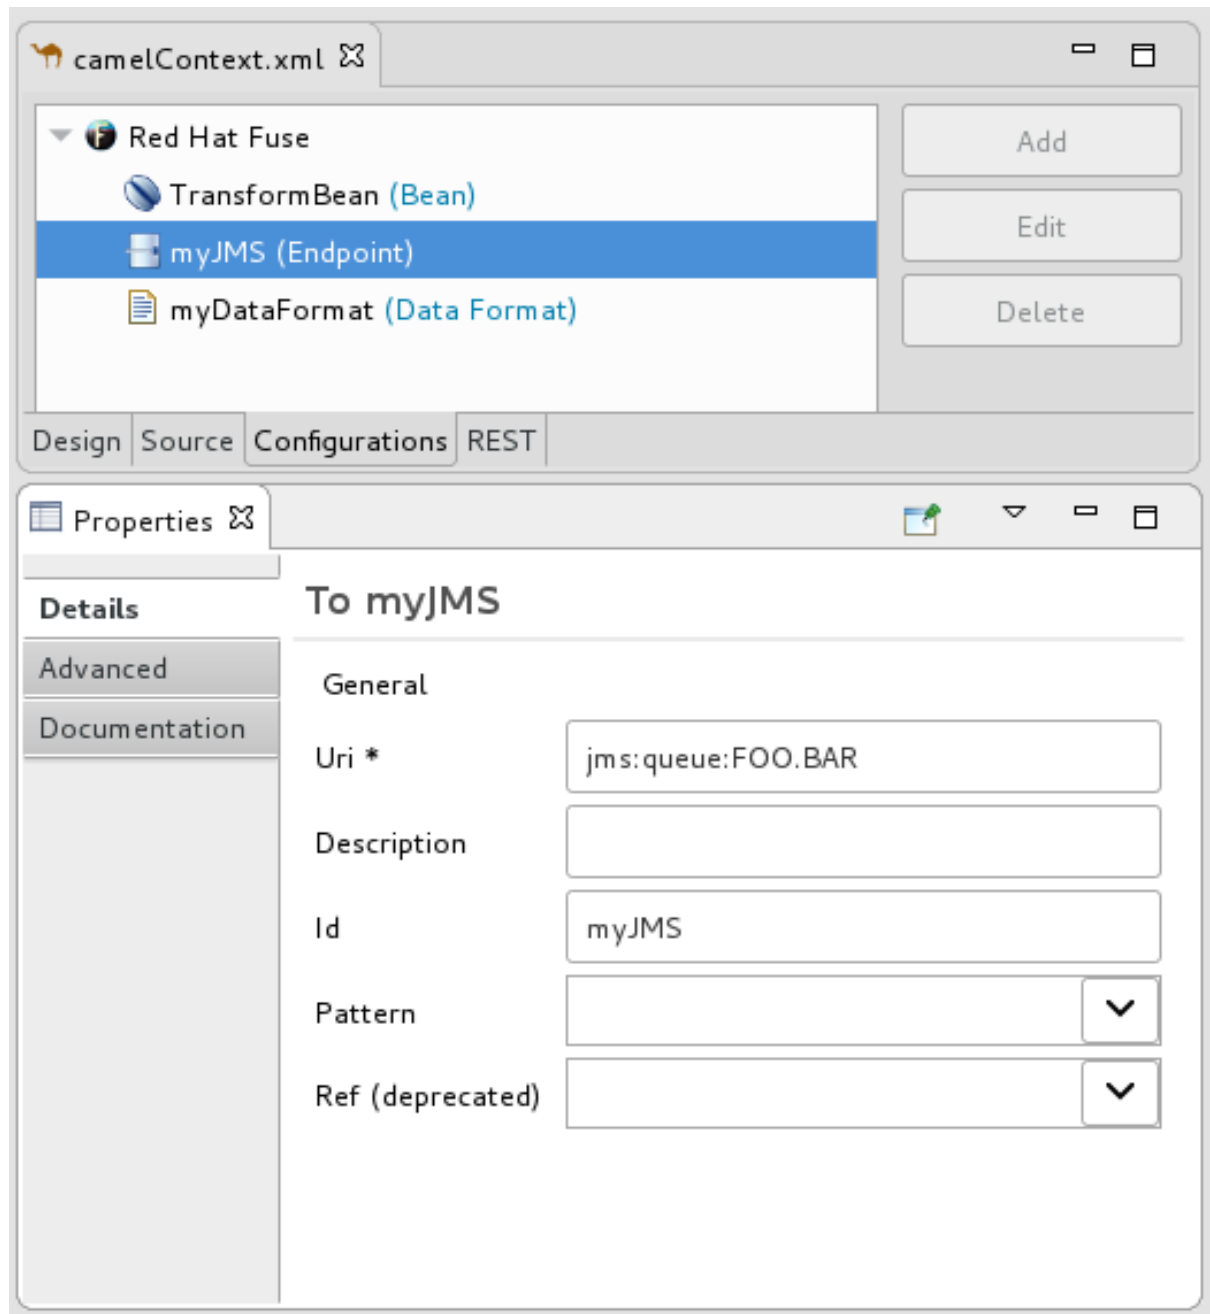 camelContext.xml
Red Hat Fuse
TransformBean (Bean)
myJMS (Endpoint)
myDataFormat (Data Format)
Add
Edit
Delete
Design Source Configurations REST
Properties
Details
Advanced
Documentation
To myJMS
General
Uri * jms:queue:FOO.BAR
Description
Id myJMS
Pattern
Ref (deprecated)